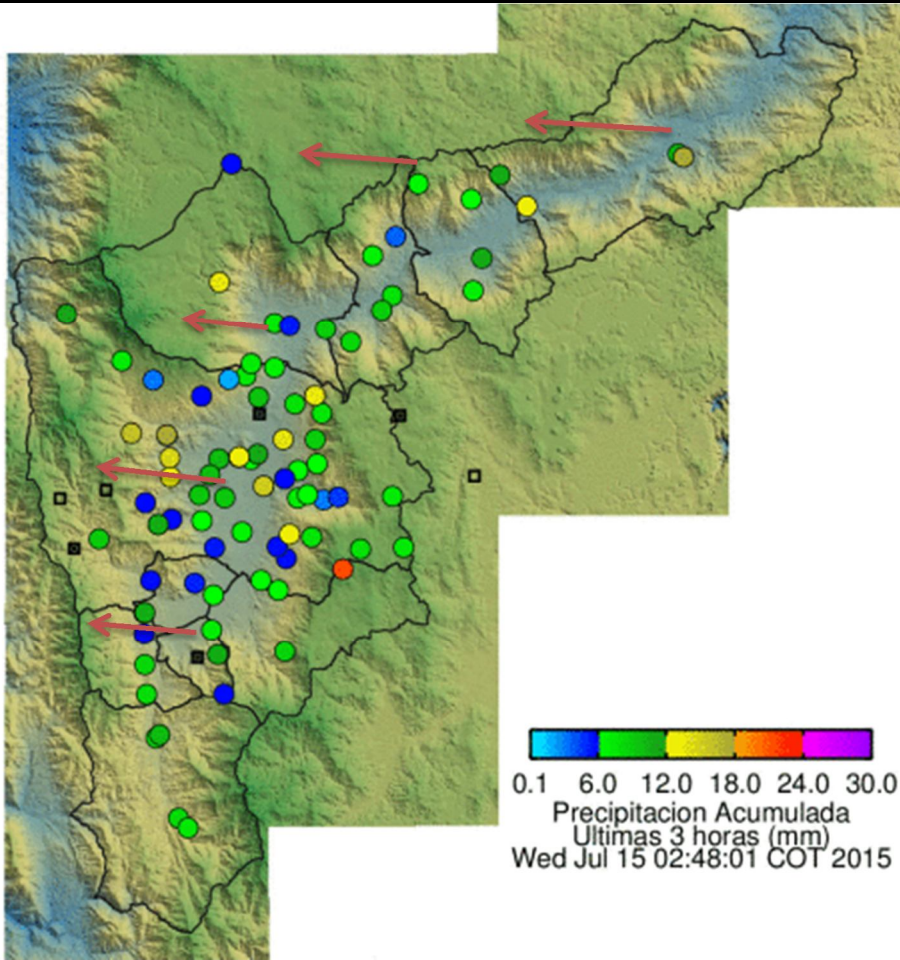 0.1 6.0 12.0 18.0 24.0 30.0
Precipitacion Acumulada
Ultimas 3 horas (mm)
Wed Jul 15 02:48:01 COT 2015